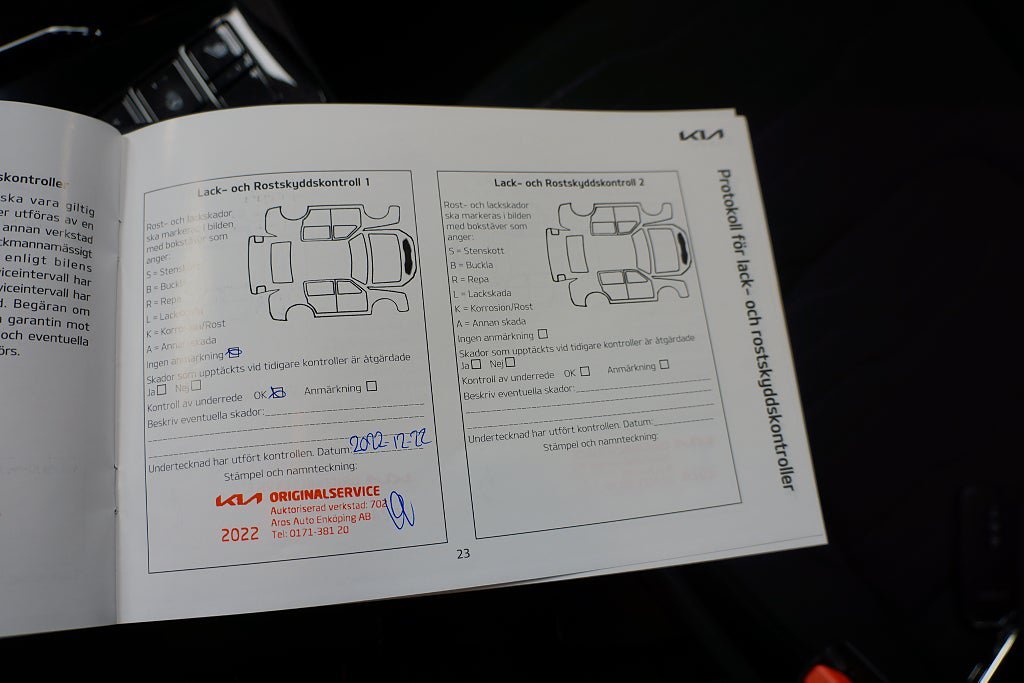 skontroller
ska vara giltig
er utföras av en
annan verkstad
ckmannamässigt
enligt bilens
viceintervall har
viceintervall har
d. Begäran om
garantin mot
och eventuella
örs.
KIA
Protokoll för lack- och rostskyddskontroller
Lack- och Rostskyddskontroll 1
Rost- och lackskador
ska markeras i bilden
med bokstäver som
anger:
S = Stenskott
B = Buckla
R = Repa
L = Lackskada
K = Korrosion/Rost
A = Annan skada
Ingen anmärkning
Skador som upptäckts vid tidigare kontroller är åtgärdade
Ja Nej
Kontroll av underrede OK Anmärkning
Beskriv eventuella skador:
Undertecknad har utfört kontrollen. Datum: 2022-12-22
Stämpel och namnteckning:
KIA ORIGINALSERVICE
Auktoriserad verkstad: 702
Aros Auto Enköping AB
2022 Tel: 0171-381 20
Lack- och Rostskyddskontroll 2
Rost- och lackskador
ska markeras i bilden
med bokstäver som
anger:
S = Stenskott
B = Buckla
R = Repa
L = Lackskada
K = Korrosion/Rost
A = Annan skada
Ingen anmärkning
Skador som upptäckts vid tidigare kontroller är åtgärdade
Ja Nej
Kontroll av underrede OK Anmärkning
Beskriv eventuella skador:
Undertecknad har utfört kontrollen. Datum:
Stämpel och namnteckning:
23